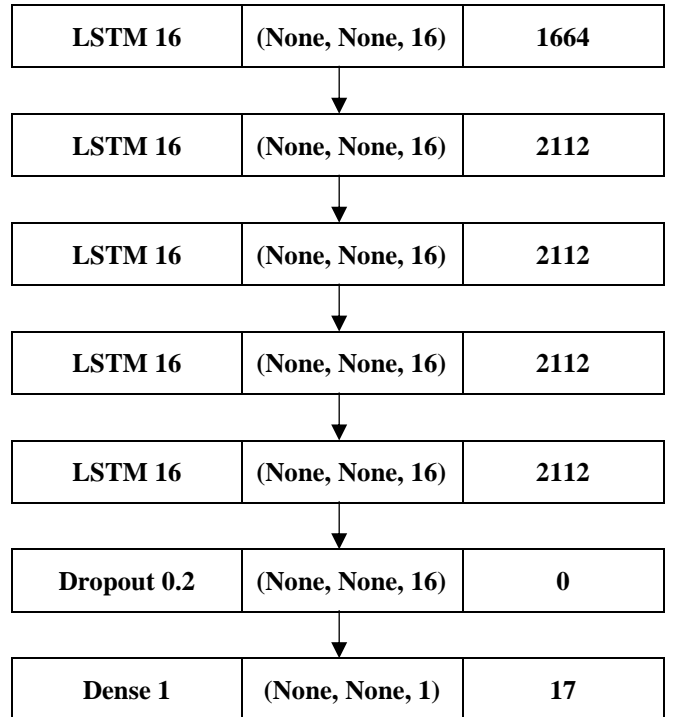 LSTM 16 (None, None, 16) 1664
LSTM 16 (None, None, 16) 2112
LSTM 16 (None, None, 16) 2112
LSTM 16 (None, None, 16) 2112
LSTM 16 (None, None, 16) 2112
Dropout 0.2 (None, None, 16) 0
Dense 1 (None, None, 1) 17